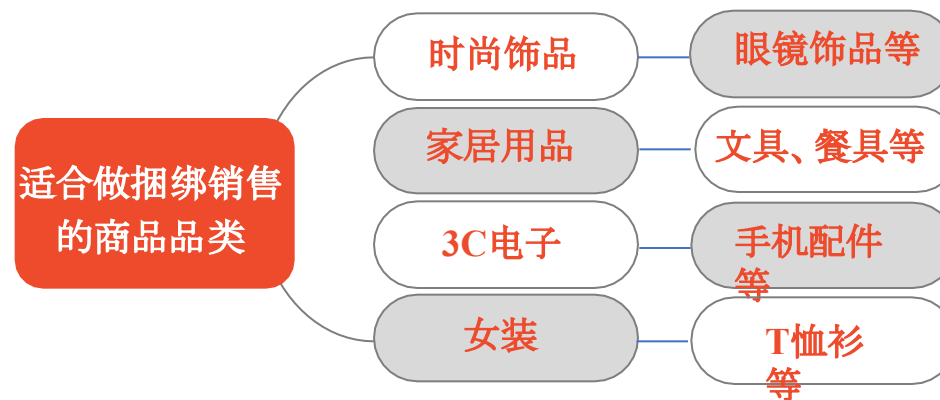 适合做捆绑销售
的商品品类
时尚饰品
眼镜饰品等
家居用品
文具、餐具等
3C电子
手机配件
等
女装
T恤衫
等